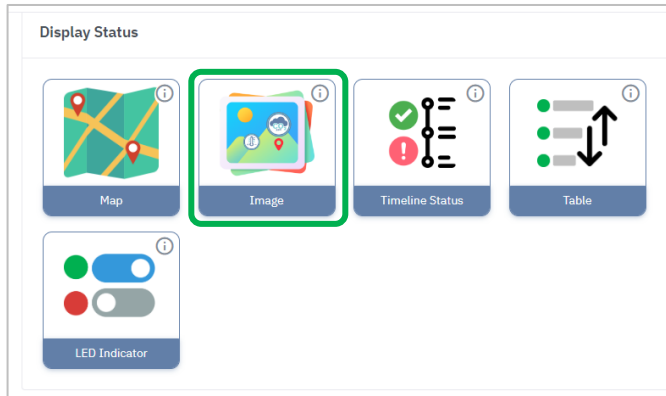 Display Status
Map
Image
Timeline Status
Table
LED Indicator